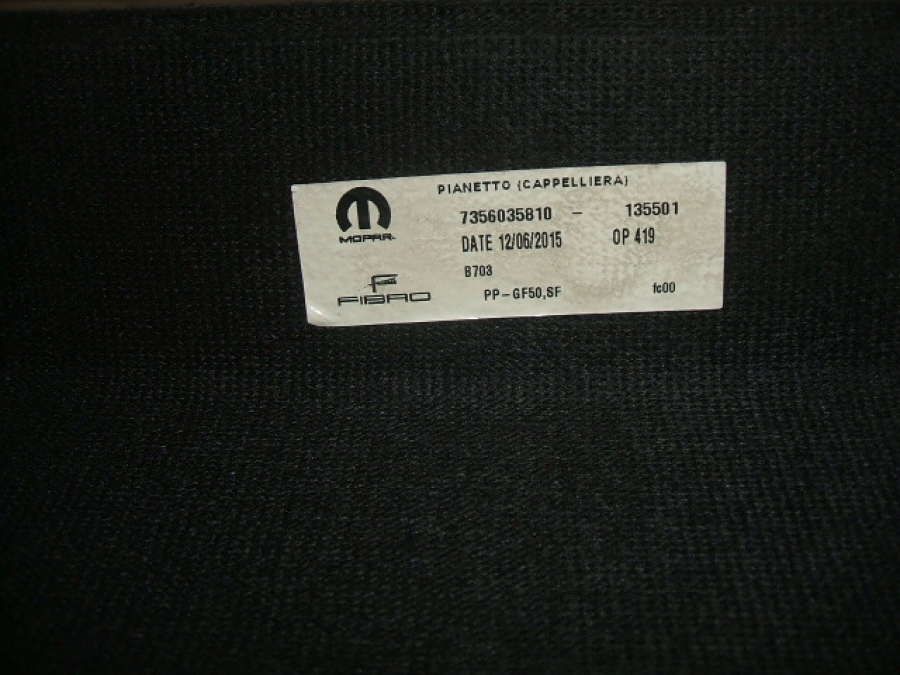 PIANETTO (CAPPELLIERA)
MOPAR
7356035810 - 135501
DATE 12/06/2015 OP 419
B703
FIBRO
PP-GF50,SF fc00